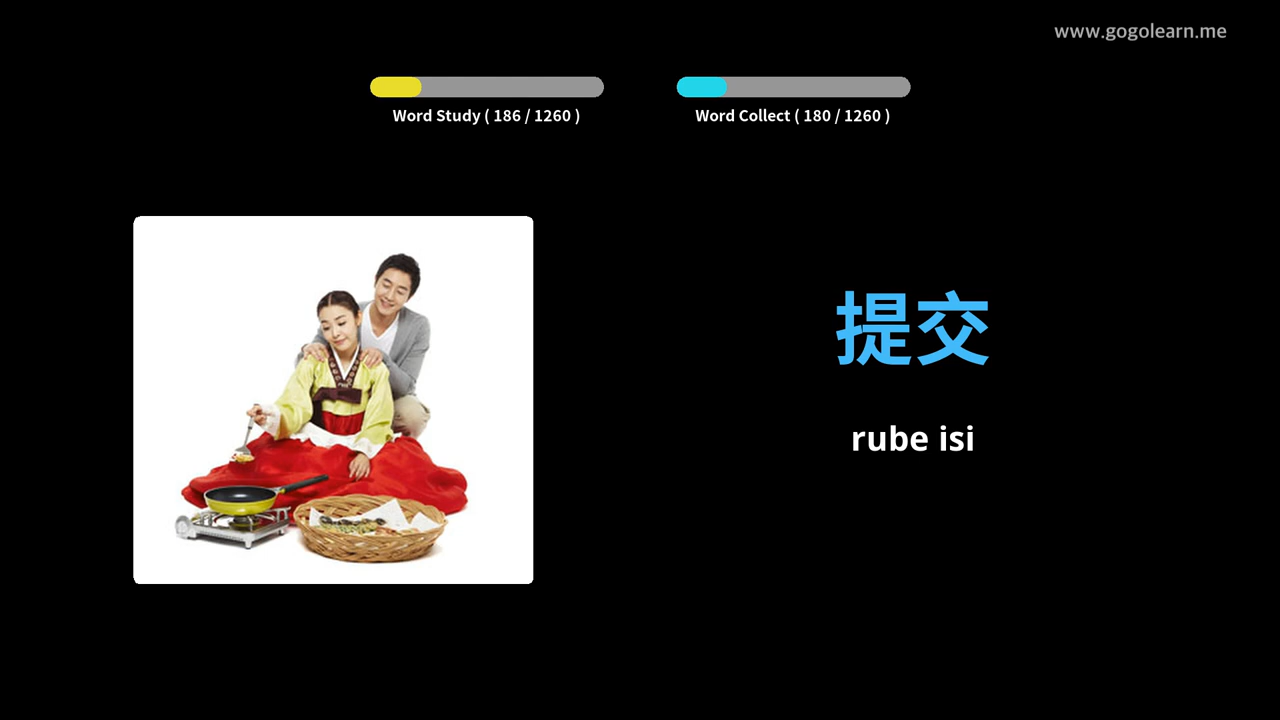 www.gogolearn.me
Word Study ( 186 / 1260 )
Word Collect ( 180 / 1260 )
提交
rube isi